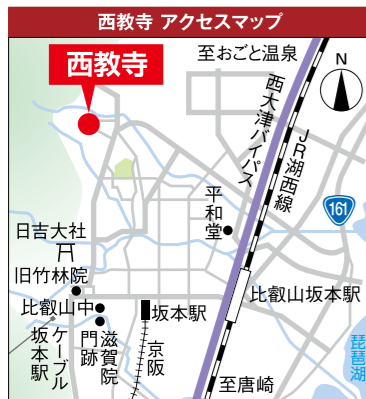 西教寺 アクセスマップ
西教寺
至おごと温泉
N
西大津バイパス
JR湖西線
161
平和堂
日吉大社
旧竹林院
比叡山中
滋賀院
門跡
ケーブル
坂本駅
坂本駅
京阪
比叡山坂本駅
琵琶湖
至唐崎